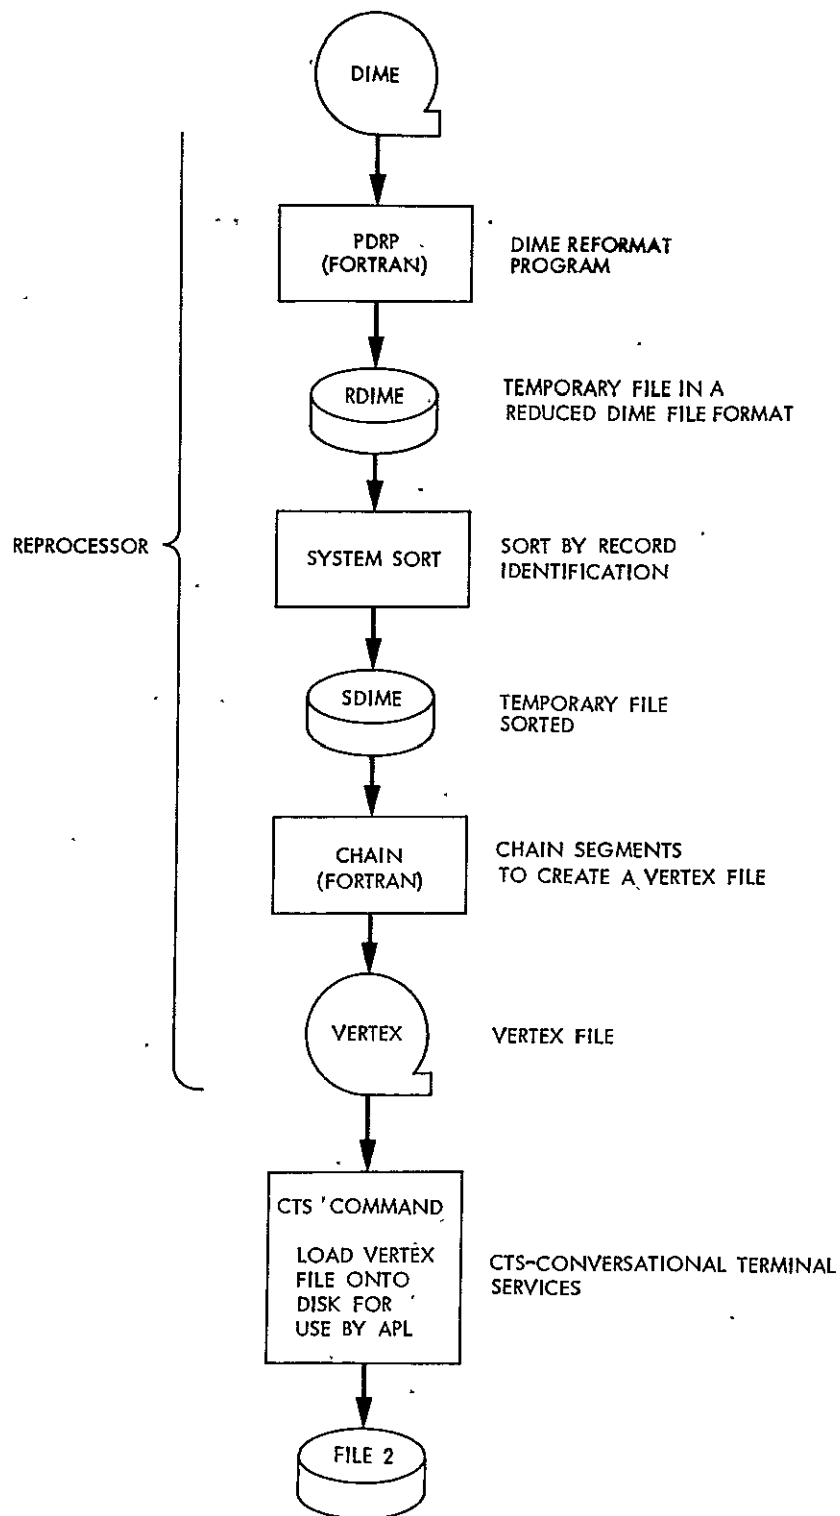 DIME
PDRP
(FORTRAN)
DIME REFORMAT
PROGRAM
RDIME
TEMPORARY FILE IN A
REDUCED DIME FILE FORMAT
REPROCESSOR
SYSTEM SORT
SORT BY RECORD
IDENTIFICATION
SDIME
TEMPORARY FILE
SORTED
CHAIN
(FORTRAN)
CHAIN SEGMENTS
TO CREATE A VERTEX FILE
VERTEX
VERTEX FILE
CTS COMMAND
LOAD VERTEX
FILE ONTO
DISK FOR
USE BY APL
CTS-CONVERSATIONAL TERMINAL
SERVICES
FILE 2